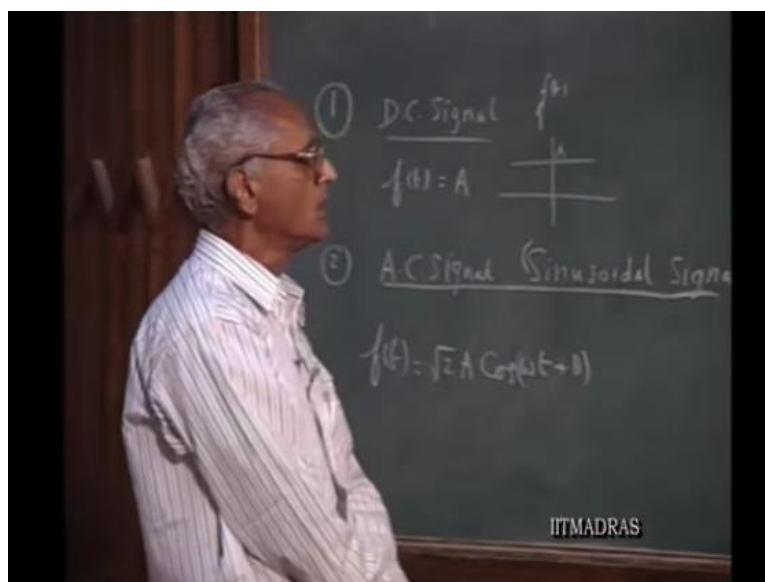 ① D.C. Signal f(t)
A
f(t) = A
② A.C Signal (Sinusoidal Signa
f(t) = √2 A Cos(ωt + θ)
IITMADRAS